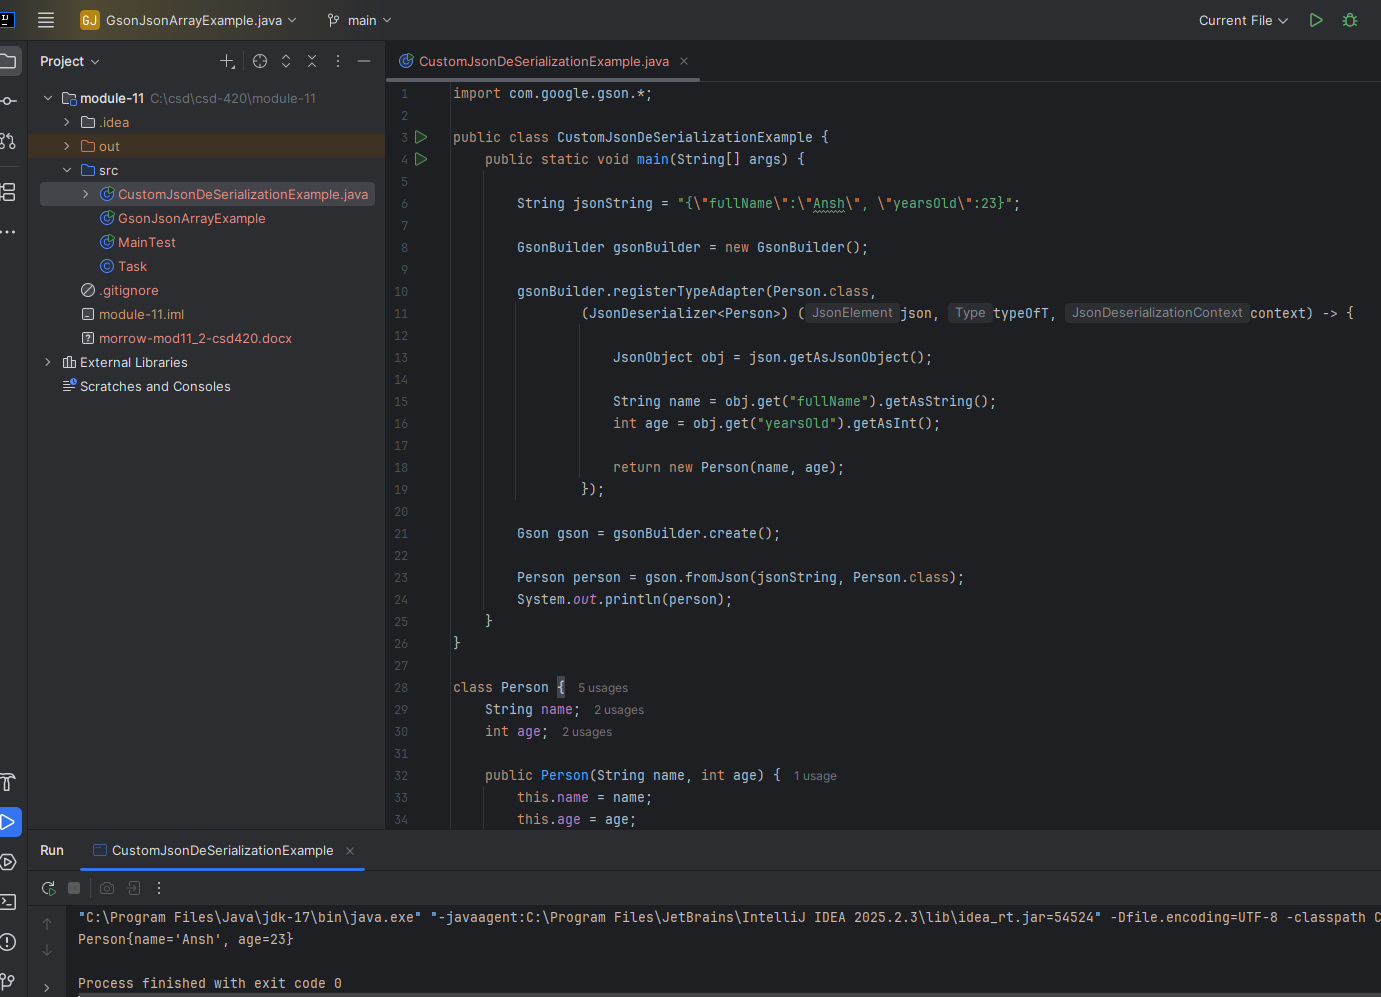 GJ GsonJsonArrayExample.java main Current File
Project
module-11 C:\csd\csd-420\module-11
.idea
out
src
CustomJsonDeSerializationExample.java
GsonJsonArrayExample
MainTest
Task
.gitignore
module-11.iml
morrow-mod11_2-csd420.docx
External Libraries
Scratches and Consoles
CustomJsonDeSerializationExample.java
1 import com.google.gson.*;
2
3 public class CustomJsonDeSerializationExample {
4 public static void main(String[] args) {
5
6 String jsonString = "{\"fullName\":\"Ansh\", \"yearsOld\":23}";
7
8 GsonBuilder gsonBuilder = new GsonBuilder();
9
10 gsonBuilder.registerTypeAdapter(Person.class,
11 (JsonDeserializer<Person>) ( JsonElement json, Type typeOfT, JsonDeserializationContext context) -> {
12
13 JsonObject obj = json.getAsJsonObject();
14
15 String name = obj.get("fullName").getAsString();
16 int age = obj.get("yearsOld").getAsInt();
17
18 return new Person(name, age);
19 });
20
21 Gson gson = gsonBuilder.create();
22
23 Person person = gson.fromJson(jsonString, Person.class);
24 System.out.println(person);
25 }
26 }
27
28 class Person { 5 usages
29 String name; 2 usages
30 int age; 2 usages
31
32 public Person(String name, int age) { 1 usage
33 this.name = name;
34 this.age = age;
Run CustomJsonDeSerializationExample
"C:\Program Files\Java\jdk-17\bin\java.exe" "-javaagent:C:\Program Files\JetBrains\IntelliJ IDEA 2025.2.3\lib\idea_rt.jar=54524" -Dfile.encoding=UTF-8 -classpath C
Person{name='Ansh', age=23}
Process finished with exit code 0